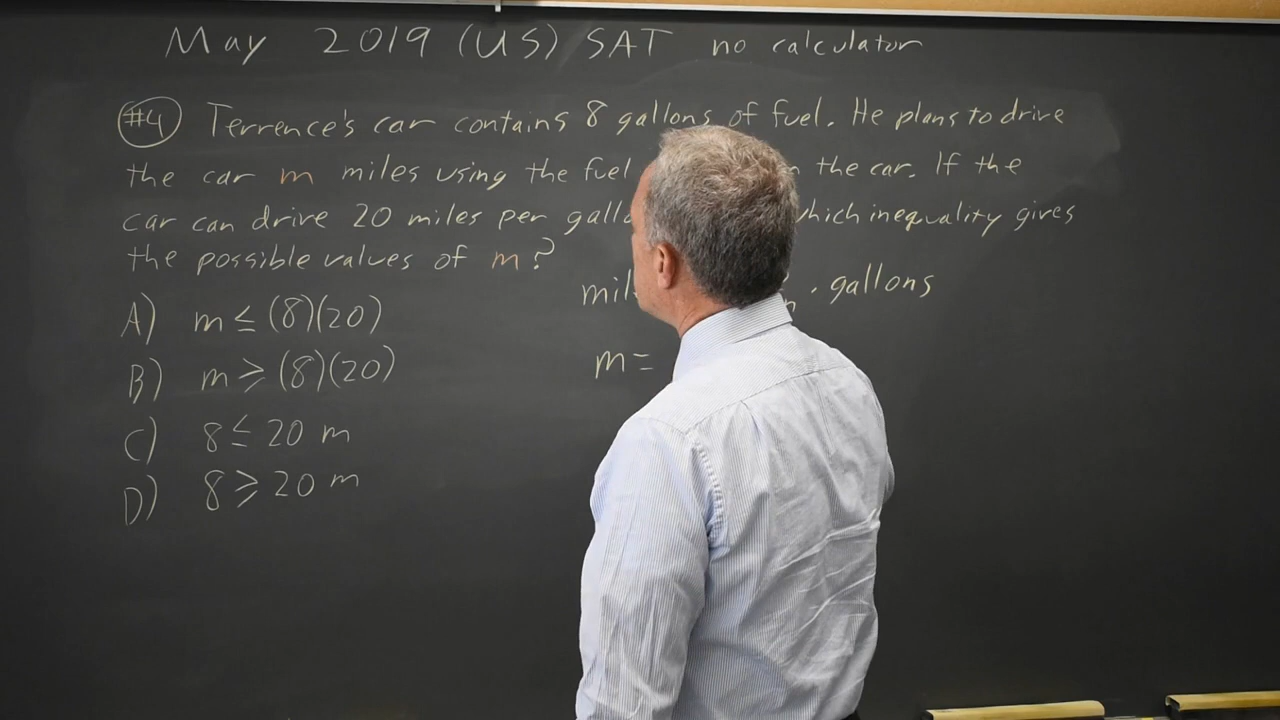 May 2019 (US) SAT no calculator
#4 Terrence's car contains 8 gallons of fuel. He plans to drive
the car m miles using the fuel the car. If the
car can drive 20 miles per which inequality gives
the possible values of m?
A) m ≤ (8)(20)
B) m ≥ (8)(20)
C) 8 ≤ 20 m
D) 8 ≥ 20 m
· gallons
m =